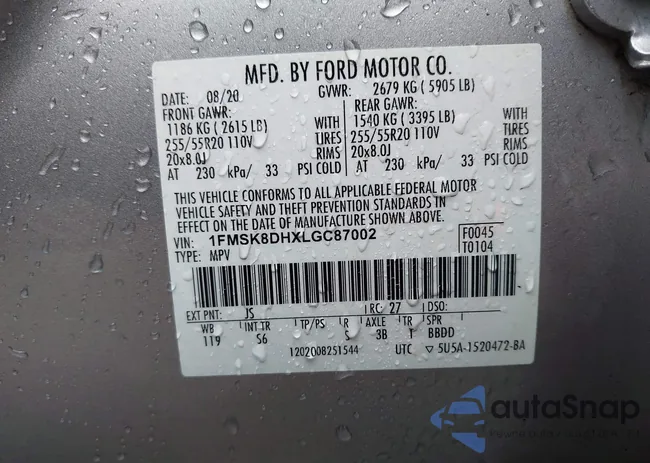 MFD. BY FORD MOTOR CO.
DATE: 08/20 GVWR: 2679 KG ( 5905 LB)
FRONT GAWR: REAR GAWR:
1186 KG ( 2615 LB) WITH 1540 KG ( 3395 LB) WITH
255/55R20 110V TIRES 255/55R20 110V TIRES
20x8.0J RIMS 20x8.0J RIMS
AT 230 kPa/ 33 PSI COLD AT 230 kPa/ 33 PSI COLD
THIS VEHICLE CONFORMS TO ALL APPLICABLE FEDERAL MOTOR
VEHICLE SAFETY AND THEFT PREVENTION STANDARDS IN
EFFECT ON THE DATE OF MANUFACTURE SHOWN ABOVE.
VIN: 1FMSK8DHXLGC87002 F0045
TYPE: MPV T0104
EXT PNT: JS RC: 27 DSO:
WB INT TR TP/PS R AXLE TR SPR
119 S6 S 3B T BBDD
1202008251544 UTC ▽ 5U5A-1520472-BA
autoSnap